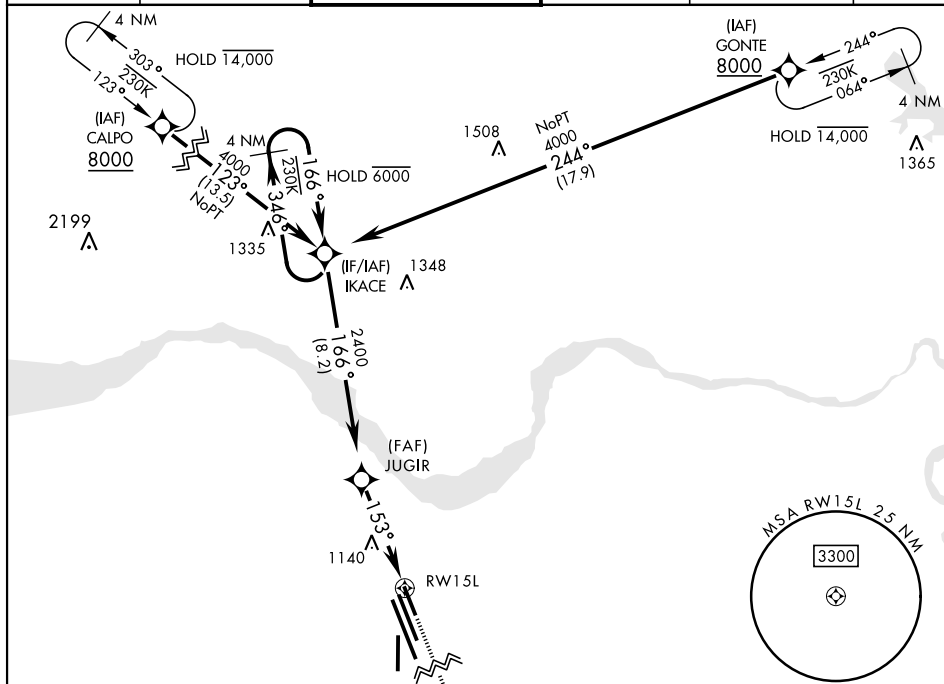 4 NM
303°
230K
123°
HOLD 14,000
(IAF)
CALPO
8000
4000
123°
(13.5)
NoPT
4 NM
166°
230K
346°
HOLD 6000
1335
2199
(IF/IAF)
IKACE
1348
1508
NoPT
4000
244°
(17.9)
(IAF)
GONTE
8000
244°
230K
064°
4 NM
HOLD 14,000
1365
2400
166°
(8.2)
(FAF)
JUGIR
153°
1140
RW15L
MSA RW15L 25 NM
3300